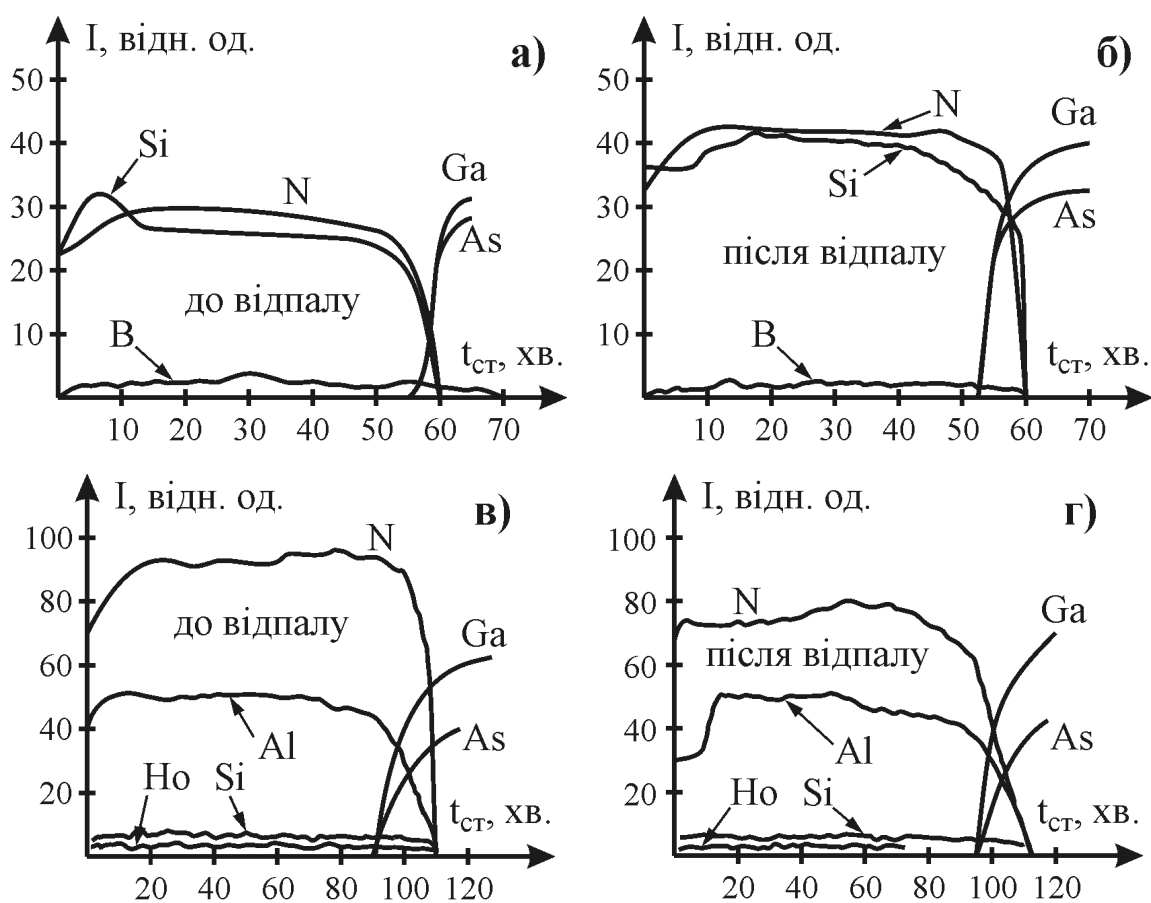 I, відн. од.
а)
50
40
30
20
10
Si
N
Ga
As
до відпалу
B
t_ст, хв.
10 20 30 40 50 60 70
I, відн. од.
б)
50
40
30
20
10
N
Ga
Si
As
після відпалу
B
t_ст, хв.
10 20 30 40 50 60 70
I, відн. од.
в)
100
80
60
40
20
N
до відпалу
Ga
Al
As
Ho Si
t_ст, хв.
20 40 60 80 100 120
I, відн. од.
г)
100
80
60
40
20
N
Ga
після відпалу
Al
As
Ho Si
t_ст, хв.
20 40 60 80 100 120